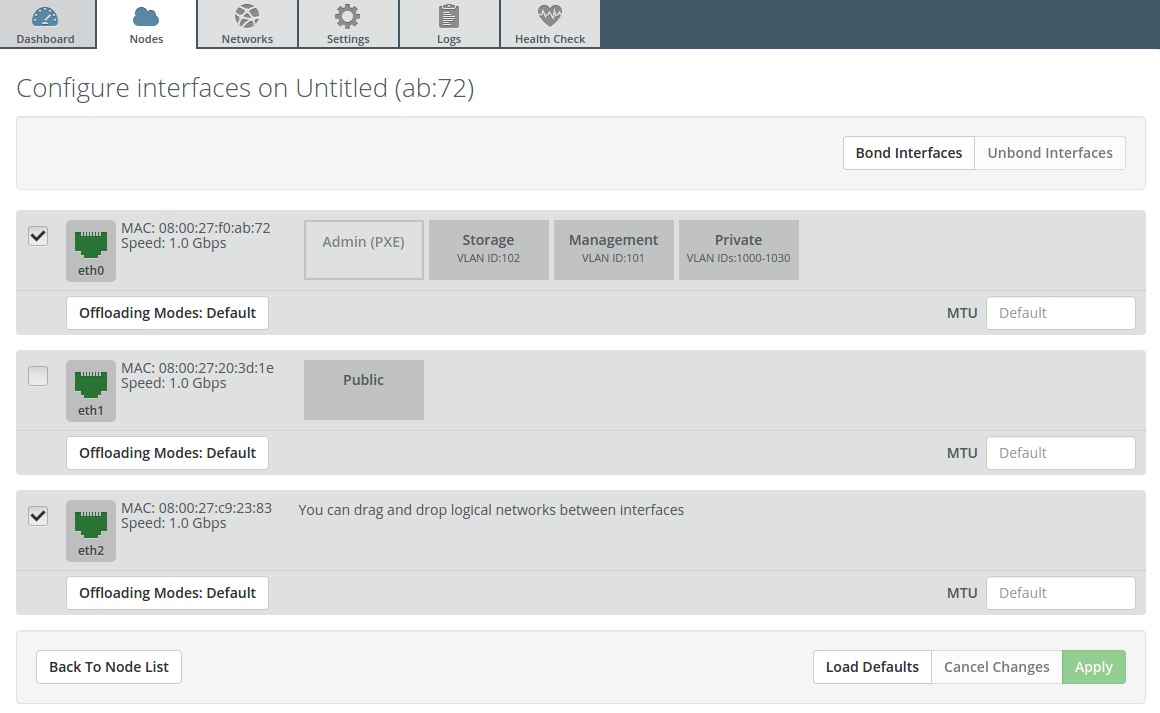 Dashboard
Nodes
Networks
Settings
Logs
Health Check
Configure interfaces on Untitled (ab:72)
Bond Interfaces
Unbond Interfaces
MAC: 08:00:27:f0:ab:72
Speed: 1.0 Gbps
eth0
Admin (PXE)
Storage
VLAN ID:102
Management
VLAN ID:101
Private
VLAN IDs:1000-1030
Offloading Modes: Default
MTU
Default
MAC: 08:00:27:20:3d:1e
Speed: 1.0 Gbps
eth1
Public
Offloading Modes: Default
MTU
Default
MAC: 08:00:27:c9:23:83
Speed: 1.0 Gbps
eth2
You can drag and drop logical networks between interfaces
Offloading Modes: Default
MTU
Default
Back To Node List
Load Defaults
Cancel Changes
Apply